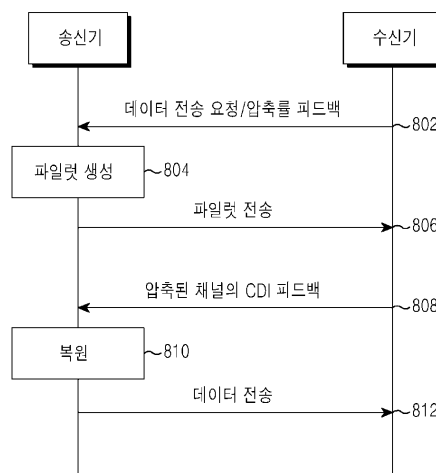 송신기
수신기
데이터 전송 요청/압축률 피드백
802
파일럿 생성
804
파일럿 전송
806
압축된 채널의 CDI 피드백
808
복원
810
데이터 전송
812